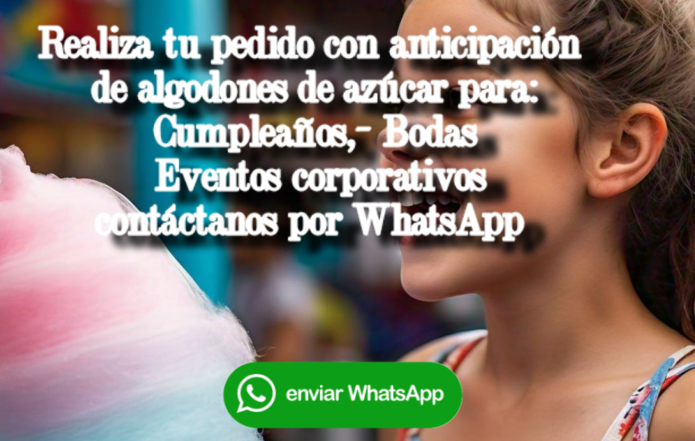 Realiza tu pedido con anticipación
de algodones de azúcar para:
Cumpleaños,- Bodas
Eventos corporativos
contáctanos por WhatsApp
enviar WhatsApp